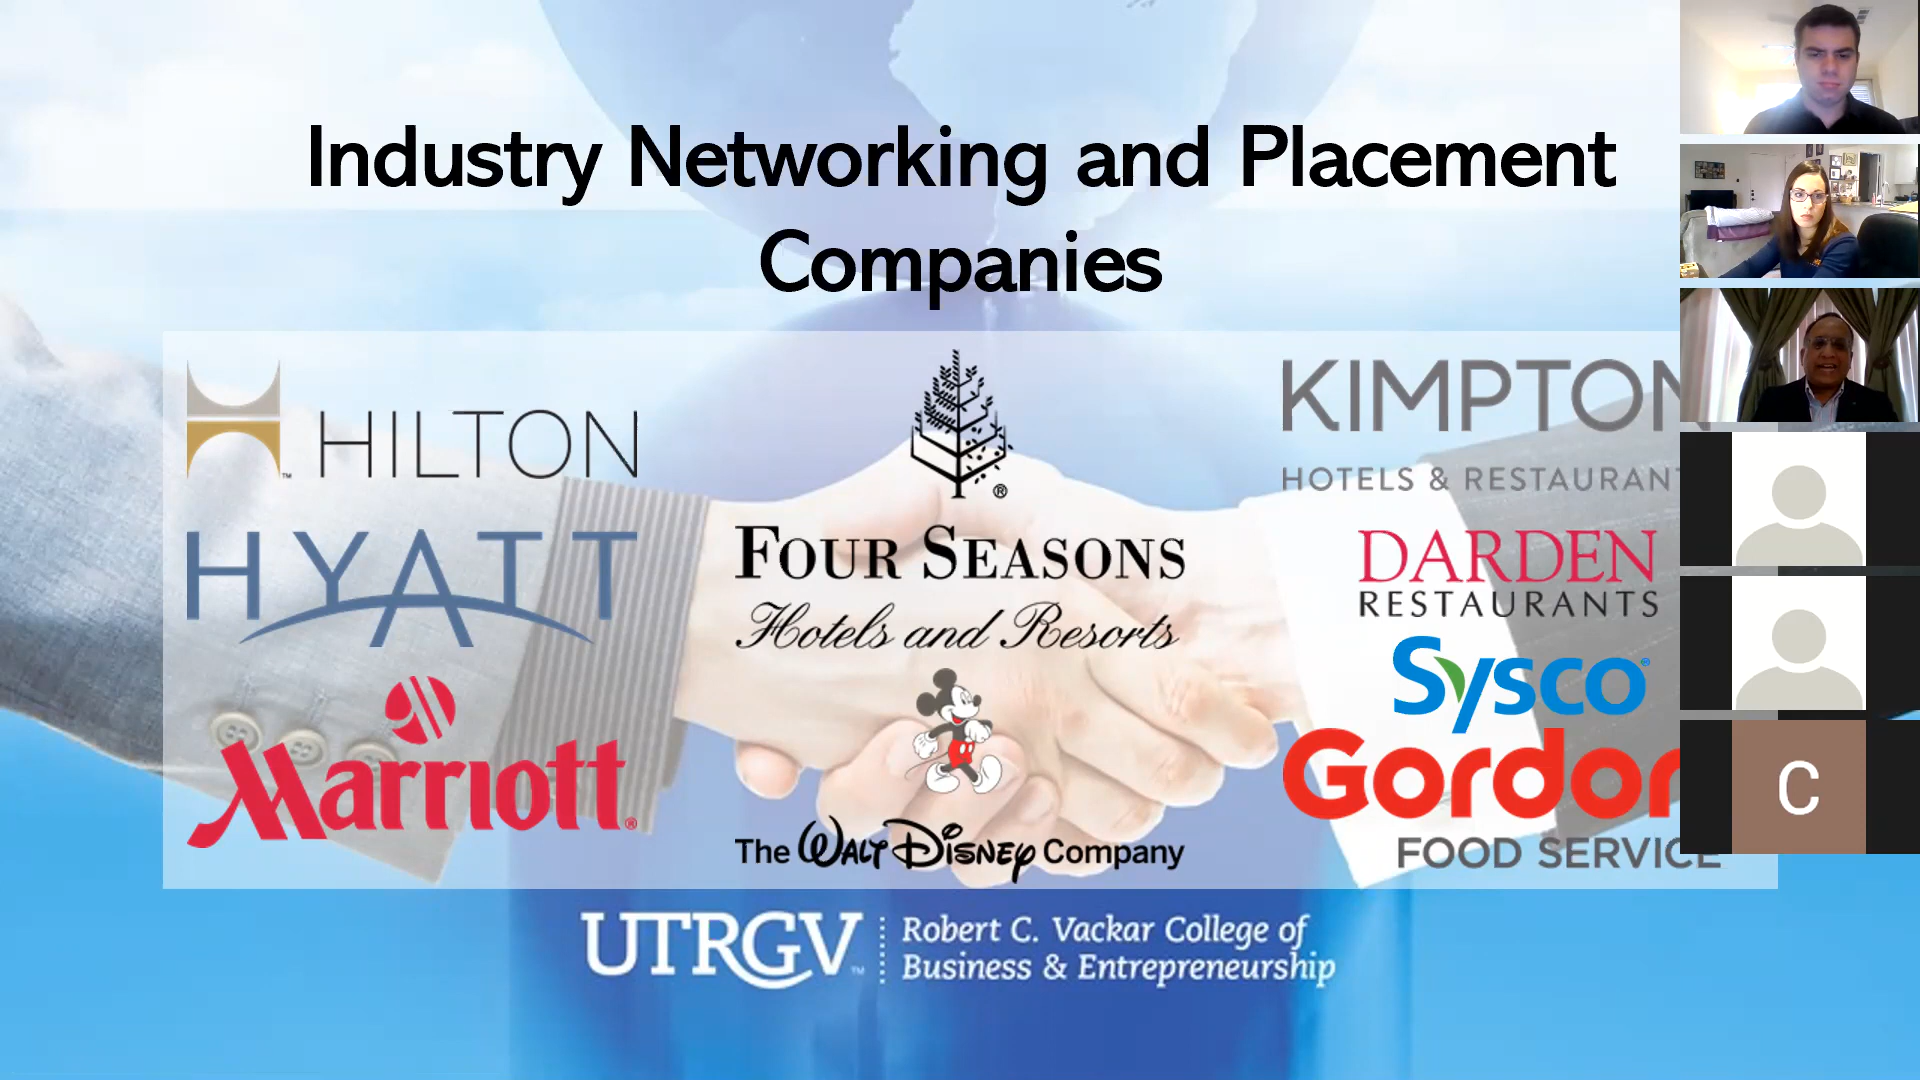 Industry Networking and Placement
Companies
HILTON
HYATT
Marriott
FOUR SEASONS
Hotels and Resorts
The WALT DISNEY Company
KIMPTON
HOTELS & RESTAURANT
DARDEN
RESTAURANTS
Sysco
Gordon
FOOD SERVICE
C
UTRGV
Robert C. Vackar College of
Business & Entrepreneurship